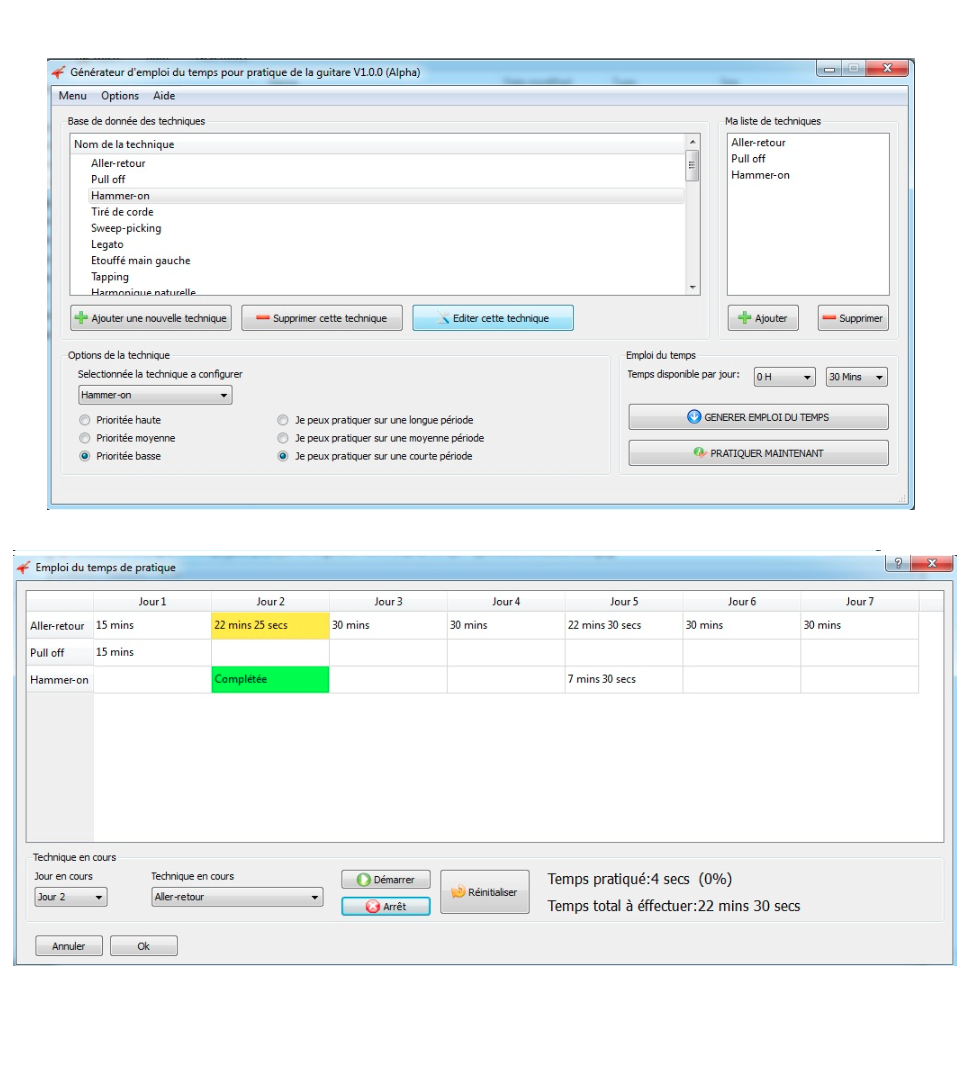 Générateur d'emploi du temps pour pratique de la guitare V1.0.0 (Alpha)
Menu Options Aide
Base de donnée des techniques
Nom de la technique
Aller-retour
Pull off
Hammer-on
Tiré de corde
Sweep-picking
Legato
Etouffé main gauche
Tapping
Harmonique naturelle
Ma liste de techniques
Aller-retour
Pull off
Hammer-on
Ajouter une nouvelle technique Supprimer cette technique Editer cette technique
Ajouter Supprimer
Options de la technique
Selectionnée la technique a configurer
Hammer-on
Prioritée haute Je peux pratiquer sur une longue période
Prioritée moyenne Je peux pratiquer sur une moyenne période
Prioritée basse Je peux pratiquer sur une courte période
Emploi du temps
Temps disponible par jour: 0 H 30 Mins
GENERER EMPLOI DU TEMPS
PRATIQUER MAINTENANT
Emploi du temps de pratique
Jour 1 Jour 2 Jour 3 Jour 4 Jour 5 Jour 6 Jour 7
Aller-retour 15 mins 22 mins 25 secs 30 mins 30 mins 22 mins 30 secs 30 mins 30 mins
Pull off 15 mins
Hammer-on Complétée 7 mins 30 secs
Technique en cours
Jour en cours Technique en cours
Jour 2 Aller-retour
Démarrer
Arrêt
Réinitialiser
Temps pratiqué:4 secs (0%)
Temps total à éffectuer:22 mins 30 secs
Annuler Ok